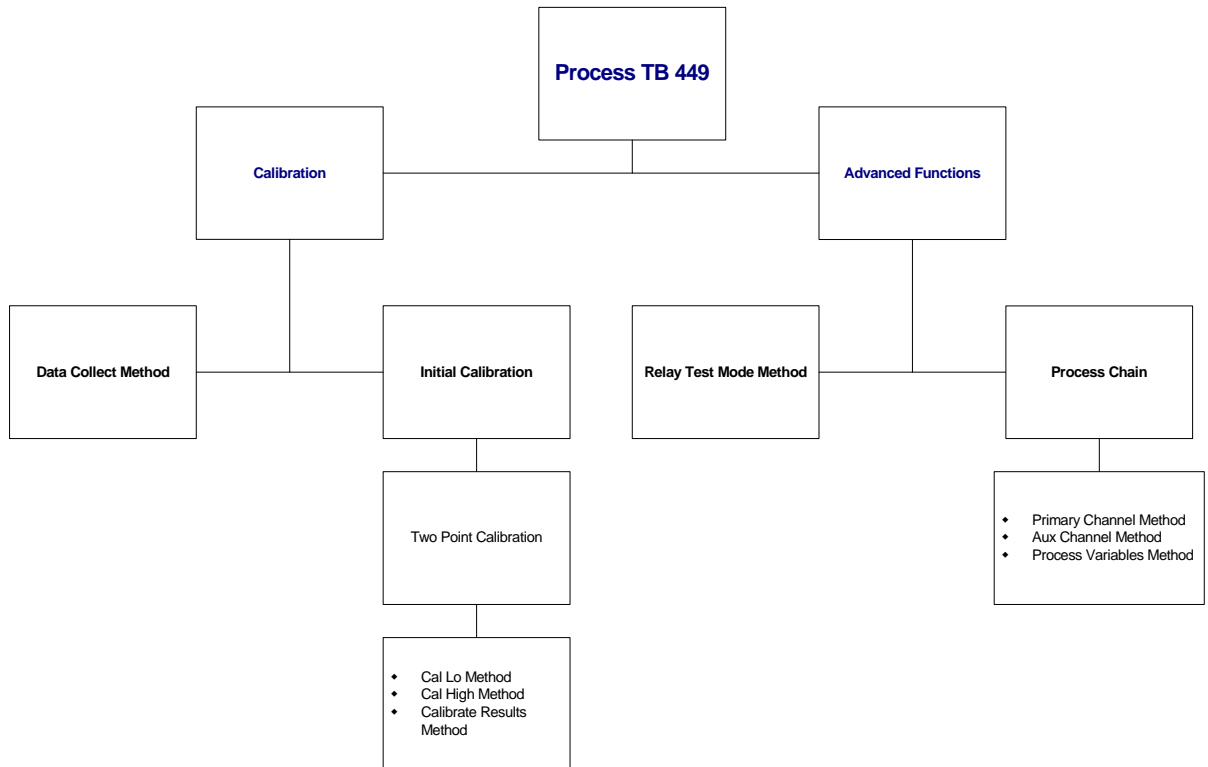 Process TB 449
Calibration
Advanced Functions
Data Collect Method
Initial Calibration
Relay Test Mode Method
Process Chain
Two Point Calibration
◆ Primary Channel Method
◆ Aux Channel Method
◆ Process Variables Method
◆ Cal Lo Method
◆ Cal High Method
◆ Calibrate Results
Method